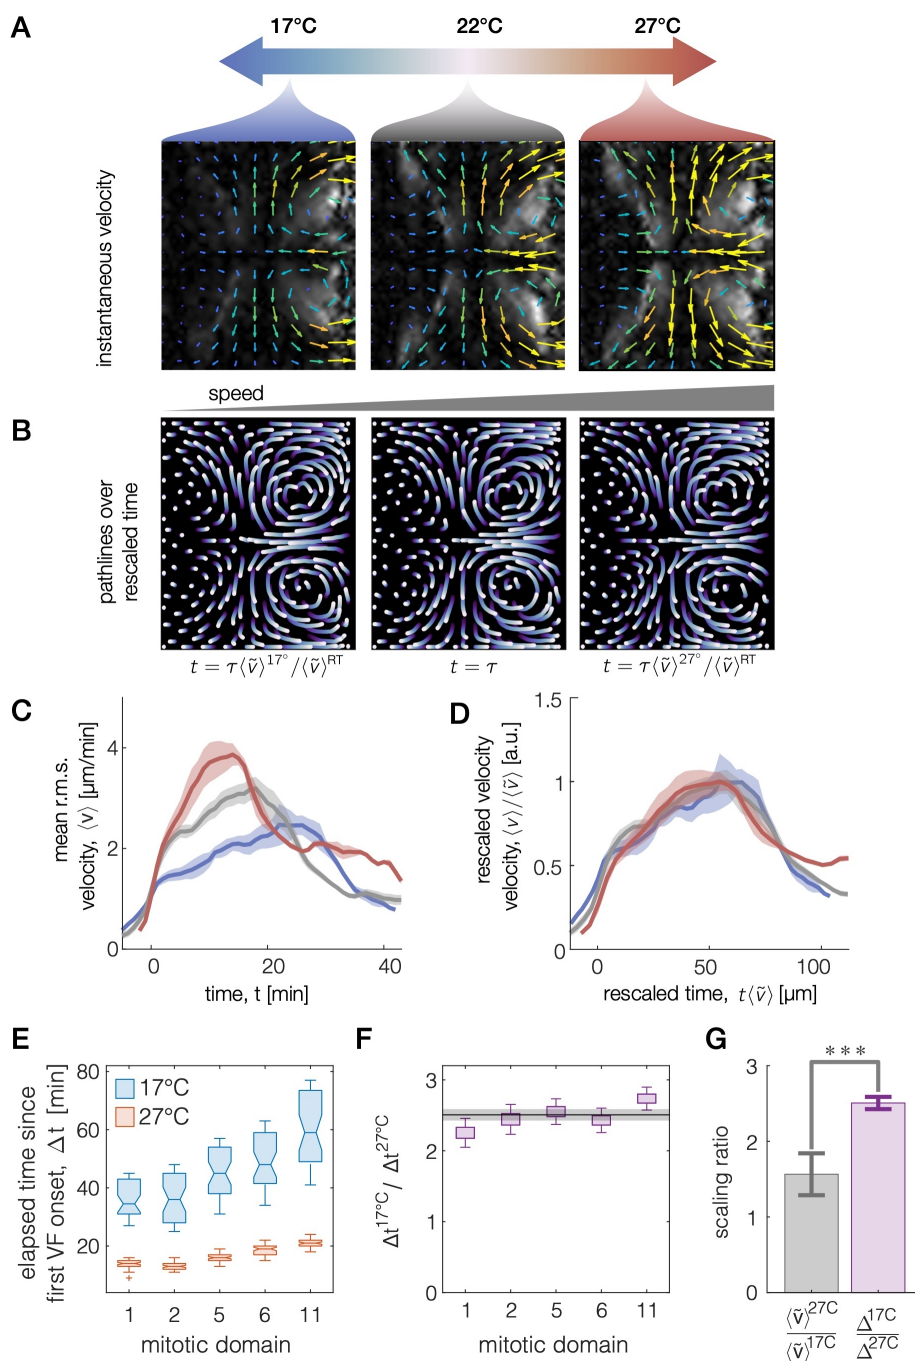 A
17°C 22°C 27°C
instantaneous velocity
speed
B
pathlines over
rescaled time
t = τ⟨ṽ⟩^17° /⟨ṽ⟩^RT
t = τ
t = τ⟨ṽ⟩^27° /⟨ṽ⟩^RT
C
mean r.m.s.
velocity, ⟨v⟩ [µm/min]
4
2
0
0 20 40
time, t [min]
D
rescaled velocity
velocity, ⟨v⟩/⟨ṽ⟩ [a.u.]
1.5
1
0.5
0
0 50 100
rescaled time, t⟨ṽ⟩ [µm]
E
elapsed time since
first VF onset, Δt [min]
80
60
40
20
17°C
27°C
1 2 5 6 11
mitotic domain
F
Δt^17°C / Δt^27°C
3
2
1
0
1 2 5 6 11
mitotic domain
G
scaling ratio
3
2
1
0
***
⟨ṽ⟩^27C
⟨ṽ⟩^17C
Δ^17C
Δ^27C